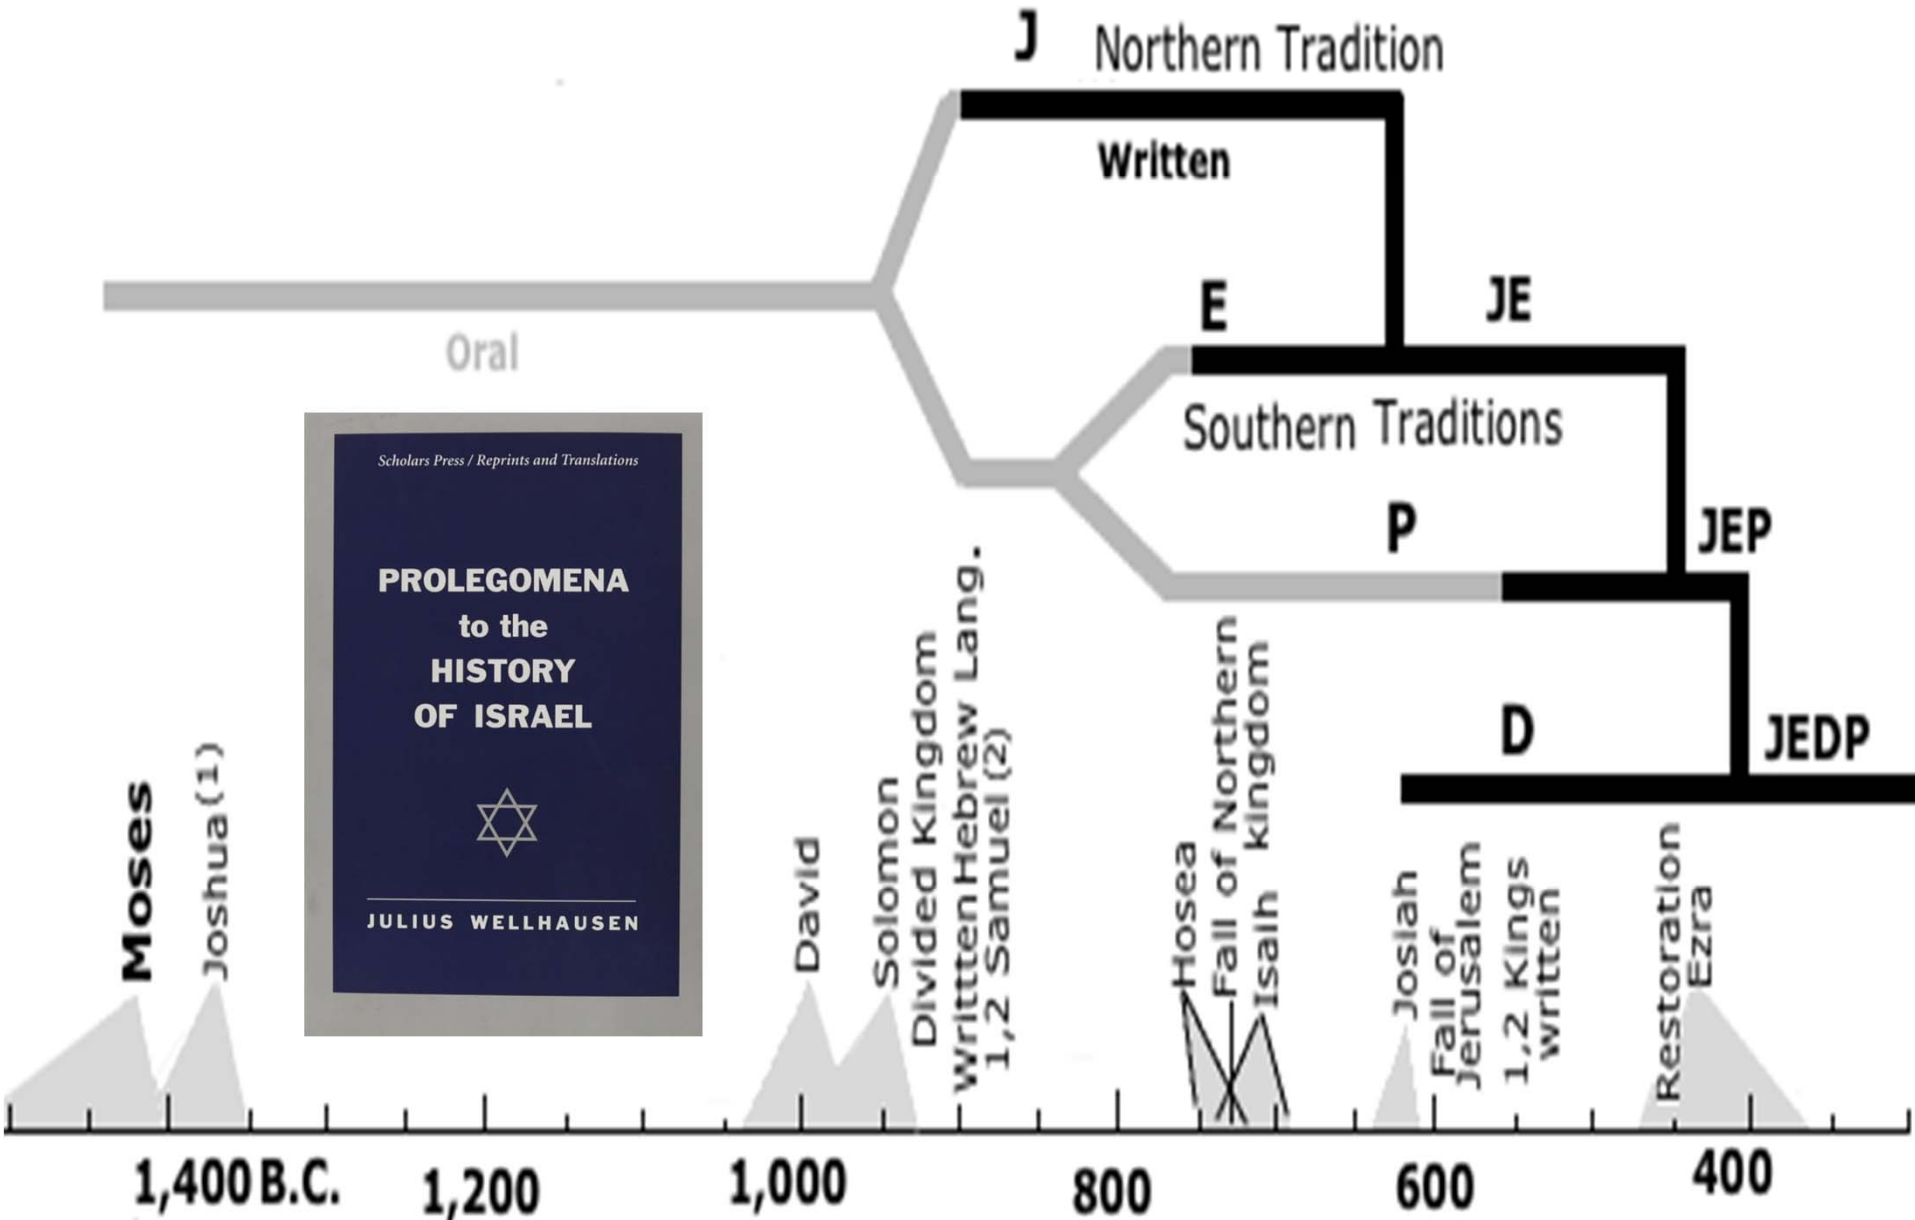 J Northern Tradition
Written
E
JE
Oral
Southern Traditions
P
JEP
D
JEDP
Scholars Press / Reprints and Translations
PROLEGOMENA
to the
HISTORY
OF ISRAEL
JULIUS WELLHAUSEN
Moses
Joshua (1)
David
Solomon
Divided Kingdom
Writtten Hebrew Lang.
1,2 Samuel (2)
Hosea
Fall of Northern
kingdom
Isaih
Josiah
Fall of
Jerusalem
1,2 Kings
written
Restoration
Ezra
1,400 B.C.
1,200
1,000
800
600
400